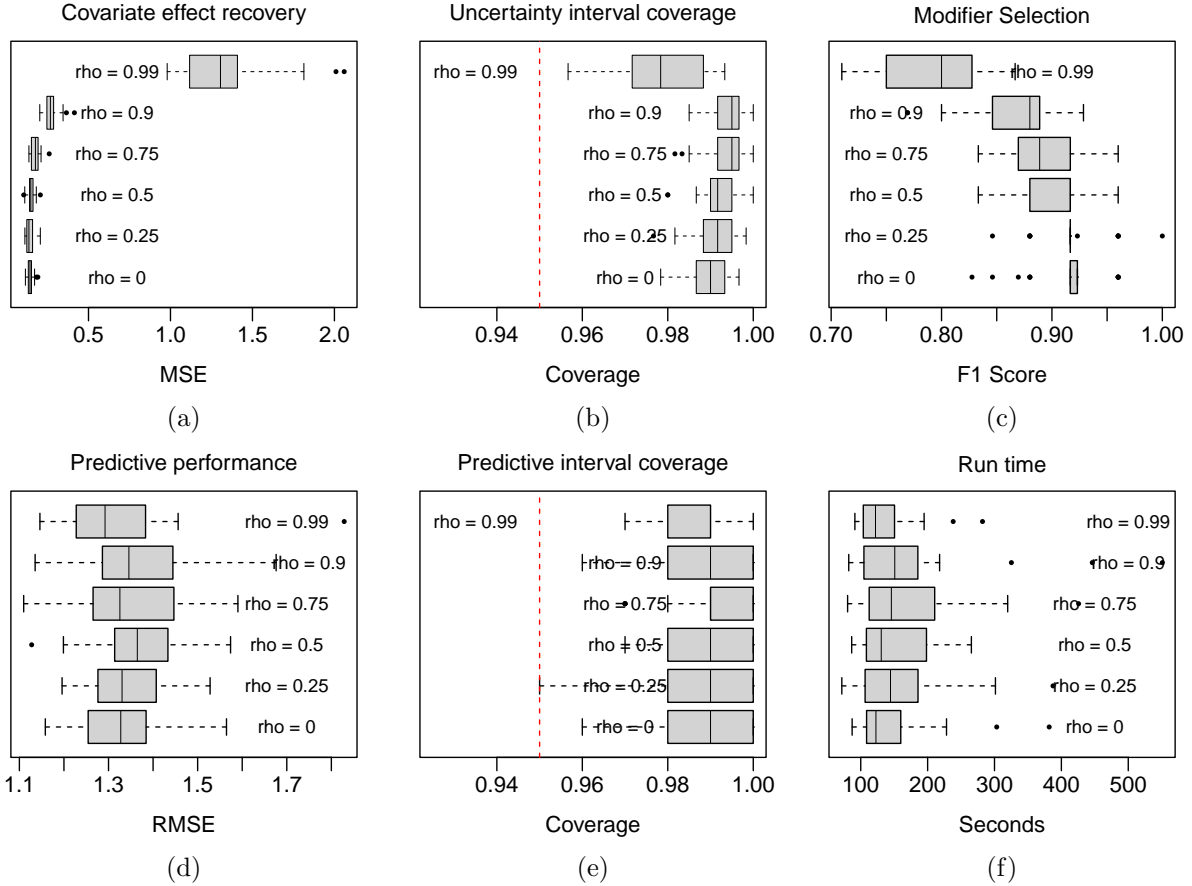 Covariate effect recovery
rho = 0.99
rho = 0.9
rho = 0.75
rho = 0.5
rho = 0.25
rho = 0
0.5 1.0 1.5 2.0
MSE
(a)
Uncertainty interval coverage
rho = 0.99
rho = 0.9
rho = 0.75
rho = 0.5
rho = 0.25
rho = 0
0.94 0.96 0.98 1.00
Coverage
(b)
Modifier Selection
rho = 0.99
rho = 0.9
rho = 0.75
rho = 0.5
rho = 0.25
rho = 0
0.70 0.80 0.90 1.00
F1 Score
(c)
Predictive performance
rho = 0.99
rho = 0.9
rho = 0.75
rho = 0.5
rho = 0.25
rho = 0
1.1 1.3 1.5 1.7
RMSE
(d)
Predictive interval coverage
rho = 0.99
rho = 0.9
rho = 0.75
rho = 0.5
rho = 0.25
rho = 0
0.94 0.96 0.98 1.00
Coverage
(e)
Run time
rho = 0.99
rho = 0.9
rho = 0.75
rho = 0.5
rho = 0.25
rho = 0
100 200 300 400 500
Seconds
(f)